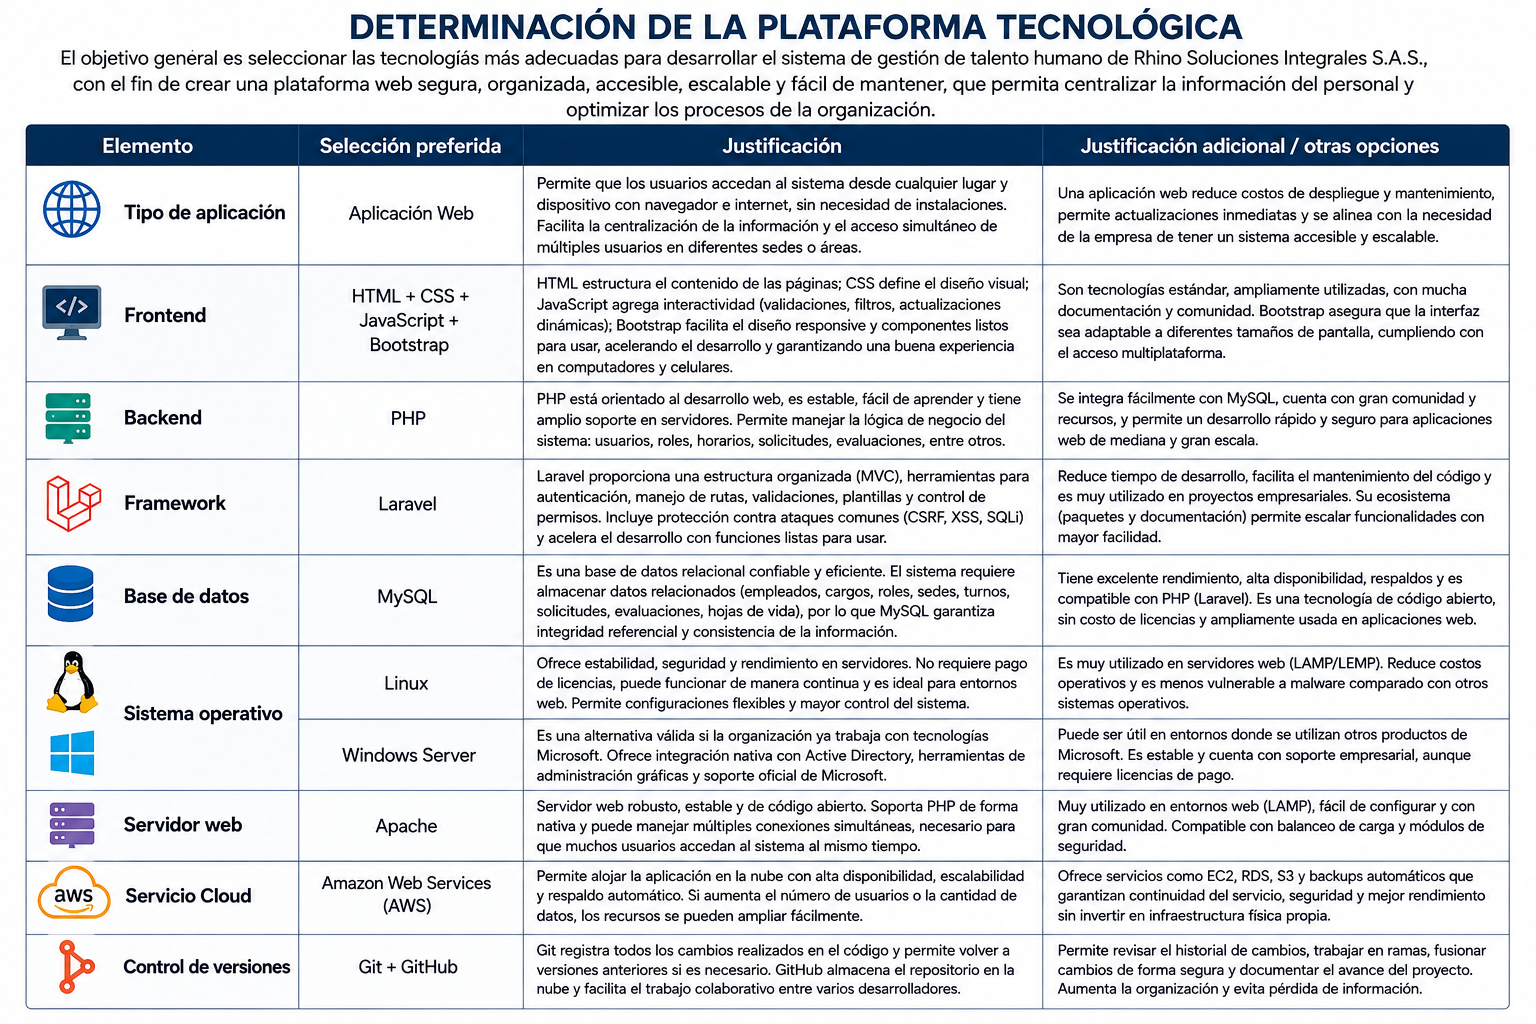 DETERMINACIÓN DE LA PLATAFORMA TECNOLÓGICA
El objetivo general es seleccionar las tecnologíás más adecuadas para desarrollar el sistema de gestión de talento humano de Rhino Soluciones Integrales S.A.S.,
con el fin de crear una plataforma web segura, organizada, accesible, escalable y fácil de mantener, que permita centralizar la información del personal y
optimizar los procesos de la organización.
Elemento
Selección preferida
Justificación
Justificación adicional / otras opciones
Tipo de aplicación
Aplicación Web
Permite que los usuarios accedan al sistema desde cualquier lugar y
dispositivo con navegador e internet, sin necesidad de instalaciones.
Facilita la centralización de la información y el acceso simultáneo de
múltiples usuarios en diferentes sedes o áreas.
Una aplicación web reduce costos de despliegue y mantenimiento,
permite actualizaciones inmediatas y se alinea con la necesidad
de la empresa de tener un sistema accesible y escalable.
</>
Frontend
HTML + CSS +
JavaScript +
Bootstrap
HTML estructura el contenido de las páginas; CSS define el diseño visual;
JavaScript agrega interactividad (validaciones, filtros, actualizaciones
dinámicas); Bootstrap facilita el diseño responsive y componentes listos
para usar, acelerando el desarrollo y garantizando una buena experiencia
en computadores y celulares.
Son tecnologías estándar, ampliamente utilizadas, con mucha
documentación y comunidad. Bootstrap asegura que la interfaz
sea adaptable a diferentes tamaños de pantalla, cumpliendo con
el acceso multiplataforma.
Backend
PHP
PHP está orientado al desarrollo web, es estable, fácil de aprender y tiene
amplio soporte en servidores. Permite manejar la lógica de negocio del
sistema: usuarios, roles, horarios, solicitudes, evaluaciones, entre otros.
Se integra fácilmente con MySQL, cuenta con gran comunidad y
recursos, y permite un desarrollo rápido y seguro para aplicaciones
web de mediana y gran escala.
Framework
Laravel
Laravel proporciona una estructura organizada (MVC), herramientas para
autenticación, manejo de rutas, validaciones, plantillas y control de
permisos. Incluye protección contra ataques comunes (CSRF, XSS, SQLi)
y acelera el desarrollo con funciones listas para usar.
Reduce tiempo de desarrollo, facilita el mantenimiento del código y
es muy utilizado en proyectos empresariales. Su ecosistema
(paquetes y documentación) permite escalar funcionalidades con
mayor facilidad.
Base de datos
MySQL
Es una base de datos relacional confiable y eficiente. El sistema requiere
almacenar datos relacionados (empleados, cargos, roles, sedes, turnos,
solicitudes, evaluaciones, hojas de vida), por lo que MySQL garantiza
integridad referencial y consistencia de la información.
Tiene excelente rendimiento, alta disponibilidad, respaldos y es
compatible con PHP (Laravel). Es una tecnología de código abierto,
sin costo de licencias y ampliamente usada en aplicaciones web.
Sistema operativo
Linux
Ofrece estabilidad, seguridad y rendimiento en servidores. No requiere pago
de licencias, puede funcionar de manera continua y es ideal para entornos
web. Permite configuraciones flexibles y mayor control del sistema.
Es muy utilizado en servidores web (LAMP/LEMP). Reduce costos
operativos y es menos vulnerable a malware comparado con otros
sistemas operativos.
Windows Server
Es una alternativa válida si la organización ya trabaja con tecnologías
Microsoft. Ofrece integración nativa con Active Directory, herramientas de
administración gráficas y soporte oficial de Microsoft.
Puede ser útil en entornos donde se utilizan otros productos de
Microsoft. Es estable y cuenta con soporte empresarial, aunque
requiere licencias de pago.
Servidor web
Apache
Servidor web robusto, estable y de código abierto. Soporta PHP de forma
nativa y puede manejar múltiples conexiones simultáneas, necesario para
que muchos usuarios accedan al sistema al mismo tiempo.
Muy utilizado en entornos web (LAMP), fácil de configurar y con
gran comunidad. Compatible con balanceo de carga y módulos de
seguridad.
aws
Servicio Cloud
Amazon Web Services
(AWS)
Permite alojar la aplicación en la nube con alta disponibilidad, escalabilidad
y respaldo automático. Si aumenta el número de usuarios o la cantidad de
datos, los recursos se pueden ampliar fácilmente.
Ofrece servicios como EC2, RDS, S3 y backups automáticos que
garantizan continuidad del servicio, seguridad y mejor rendimiento
sin invertir en infraestructura física propia.
Control de versiones
Git + GitHub
Git registra todos los cambios realizados en el código y permite volver a
versiones anteriores si es necesario. GitHub almacena el repositorio en la
nube y facilita el trabajo colaborativo entre varios desarrolladores.
Permite revisar el historial de cambios, trabajar en ramas, fusionar
cambios de forma segura y documentar el avance del proyecto.
Aumenta la organización y evita pérdida de información.